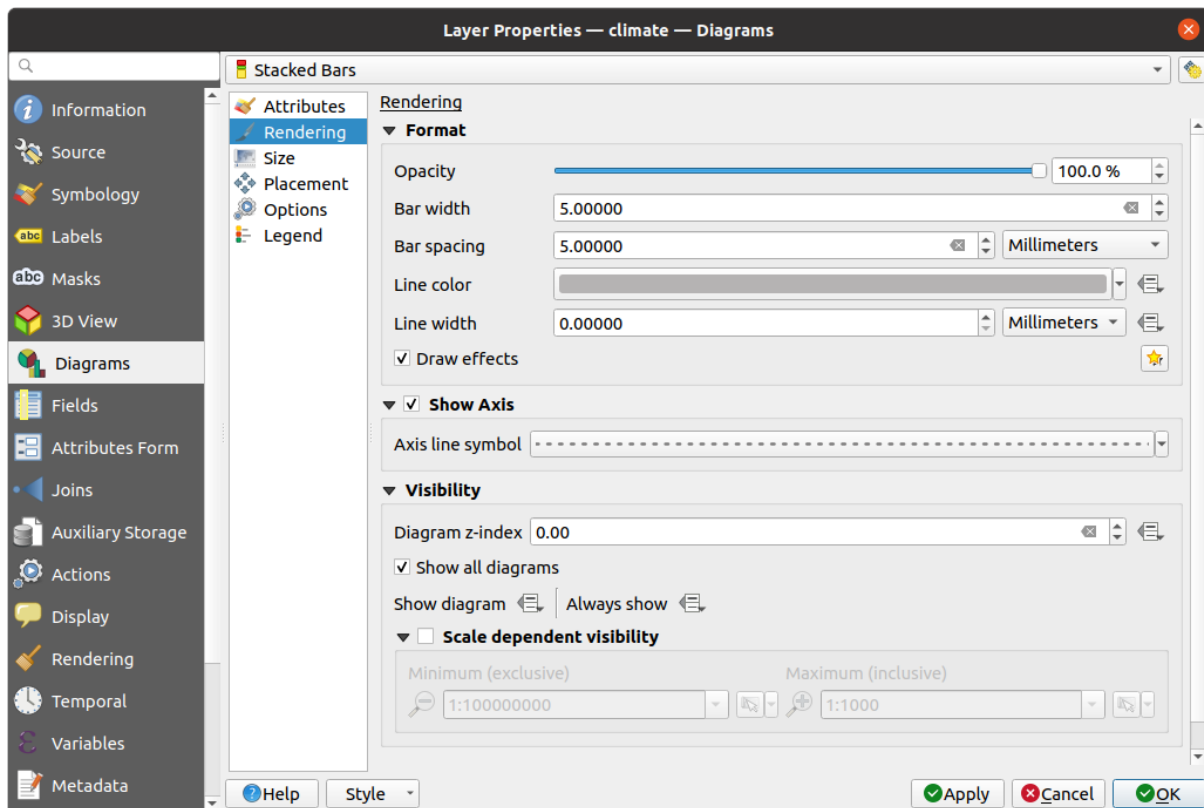 Layer Properties — climate — Diagrams
Stacked Bars
Information
Source
Symbology
abc Labels
abc Masks
3D View
Diagrams
Fields
Attributes Form
Joins
Auxiliary Storage
Actions
Display
Rendering
Temporal
Variables
Metadata
Attributes
Rendering
Size
Placement
Options
Legend
Rendering
Format
Opacity 100.0 %
Bar width 5.00000
Bar spacing 5.00000 Millimeters
Line color
Line width 0.00000 Millimeters
Draw effects
Show Axis
Axis line symbol
Visibility
Diagram z-index 0.00
Show all diagrams
Show diagram Always show
Scale dependent visibility
Minimum (exclusive) Maximum (inclusive)
1:100000000 1:1000
Help Style Apply Cancel OK